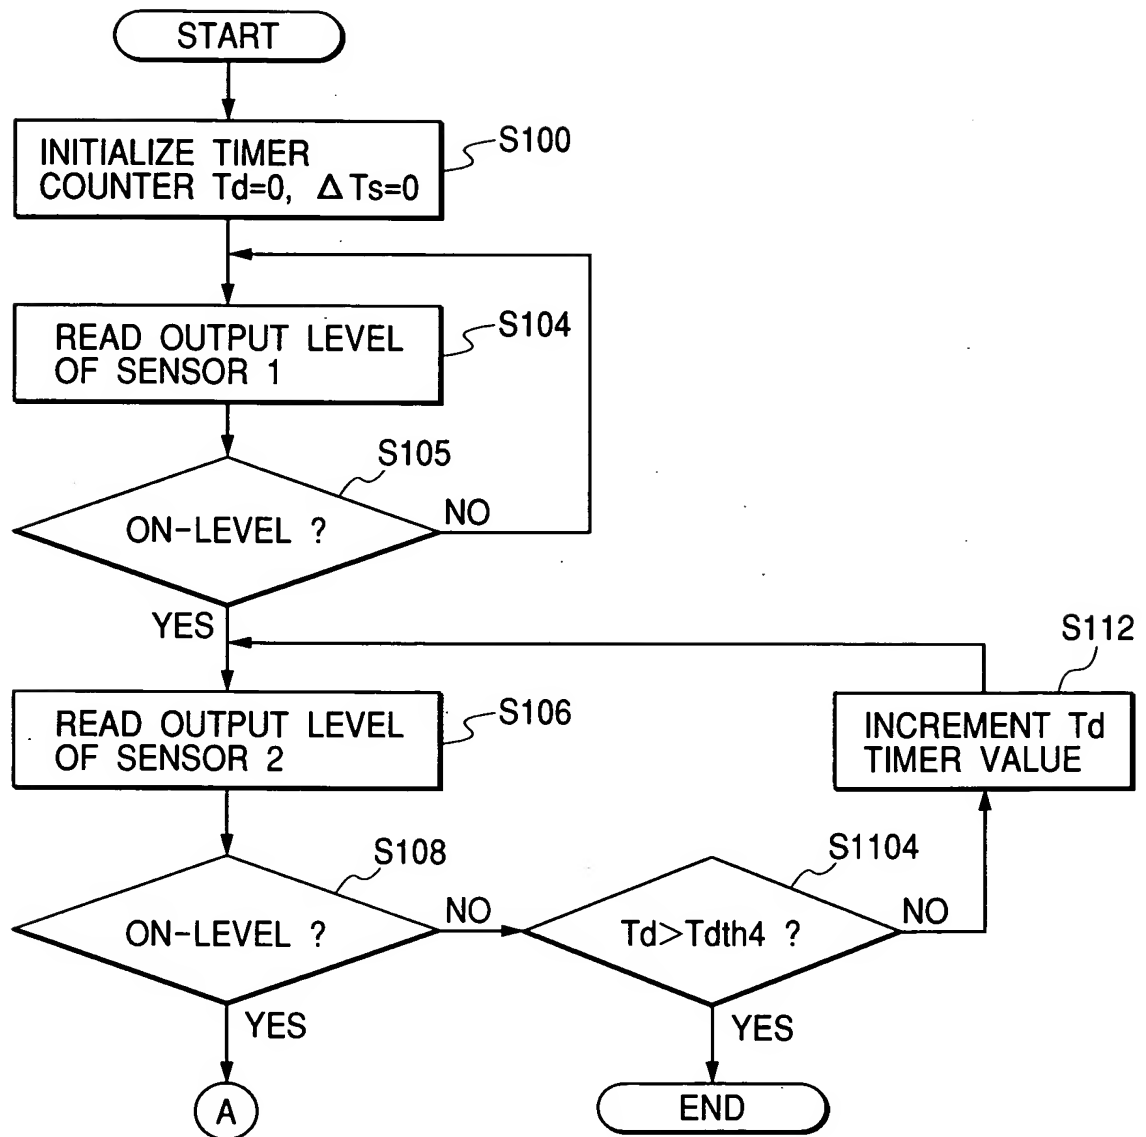 START
INITIALIZE TIMER
COUNTER Td=0, Δ Ts=0
S100
READ OUTPUT LEVEL
OF SENSOR 1
S104
S105
ON-LEVEL ?
NO
YES
S112
READ OUTPUT LEVEL
OF SENSOR 2
S106
INCREMENT Td
TIMER VALUE
S108
ON-LEVEL ?
NO
S1104
Td>Tdth4 ?
NO
YES
YES
A
END